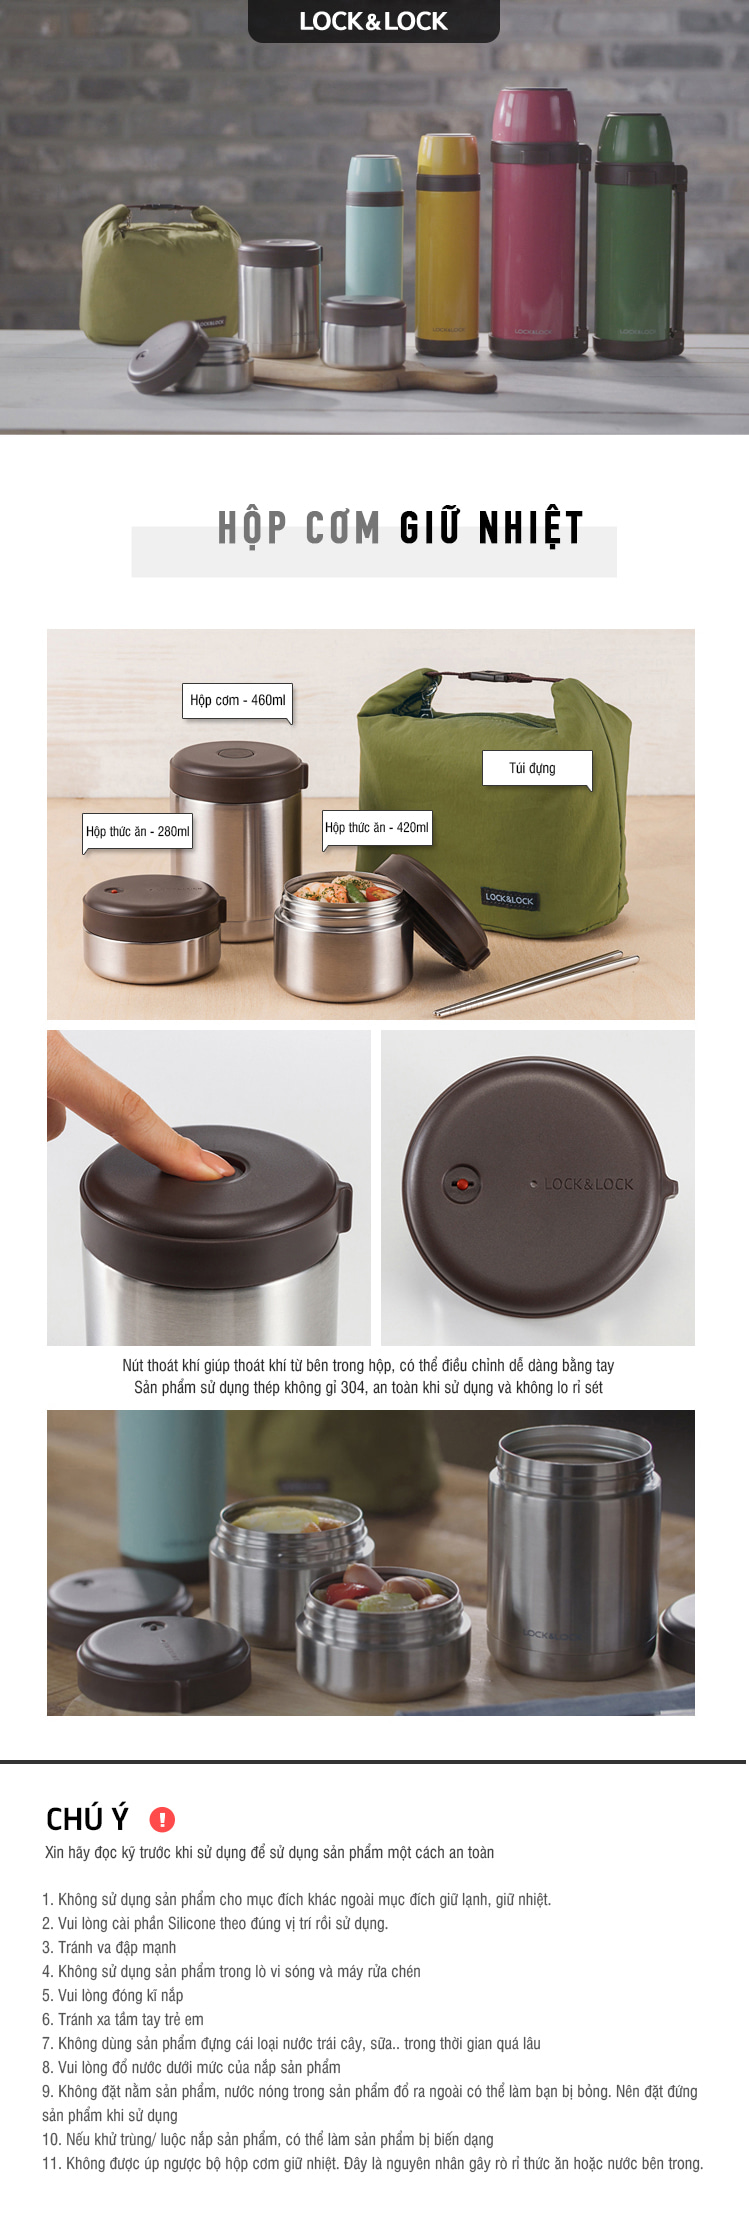 LOCK&LOCK
LOCK&LOCK
LOCK&LOCK
LOCK&LOCK
LOCK&LOCK
HỘP CƠM GIỮ NHIỆT
Hộp cơm - 460ml
Túi đựng
Hộp thức ăn - 280ml
Hộp thức ăn - 420ml
LOCK&LOCK
LOCK&LOCK
Nút thoát khí giúp thoát khí từ bên trong hộp, có thể điều chỉnh dễ dàng bằng tay
Sản phẩm sử dụng thép không gỉ 304, an toàn khi sử dụng và không lo rỉ sét
LOCK&LOCK
CHÚ Ý !
Xin hãy đọc kỹ trước khi sử dụng để sử dụng sản phẩm một cách an toàn
1. Không sử dụng sản phẩm cho mục đích khác ngoài mục đích giữ lạnh, giữ nhiệt.
2. Vui lòng cài phần Silicone theo đúng vị trí rồi sử dụng.
3. Tránh va đập mạnh
4. Không sử dụng sản phẩm trong lò vi sóng và máy rửa chén
5. Vui lòng đóng kĩ nắp
6. Tránh xa tầm tay trẻ em
7. Không dùng sản phẩm đựng cái loại nước trái cây, sữa.. trong thời gian quá lâu
8. Vui lòng đổ nước dưới mức của nắp sản phẩm
9. Không đặt nằm sản phẩm, nước nóng trong sản phẩm đổ ra ngoài có thể làm bạn bị bỏng. Nên đặt đứng
sản phẩm khi sử dụng
10. Nếu khử trùng/ luộc nắp sản phẩm, có thể làm sản phẩm bị biến dạng
11. Không được úp ngược bộ hộp cơm giữ nhiệt. Đây là nguyên nhân gây rò rỉ thức ăn hoặc nước bên trong.